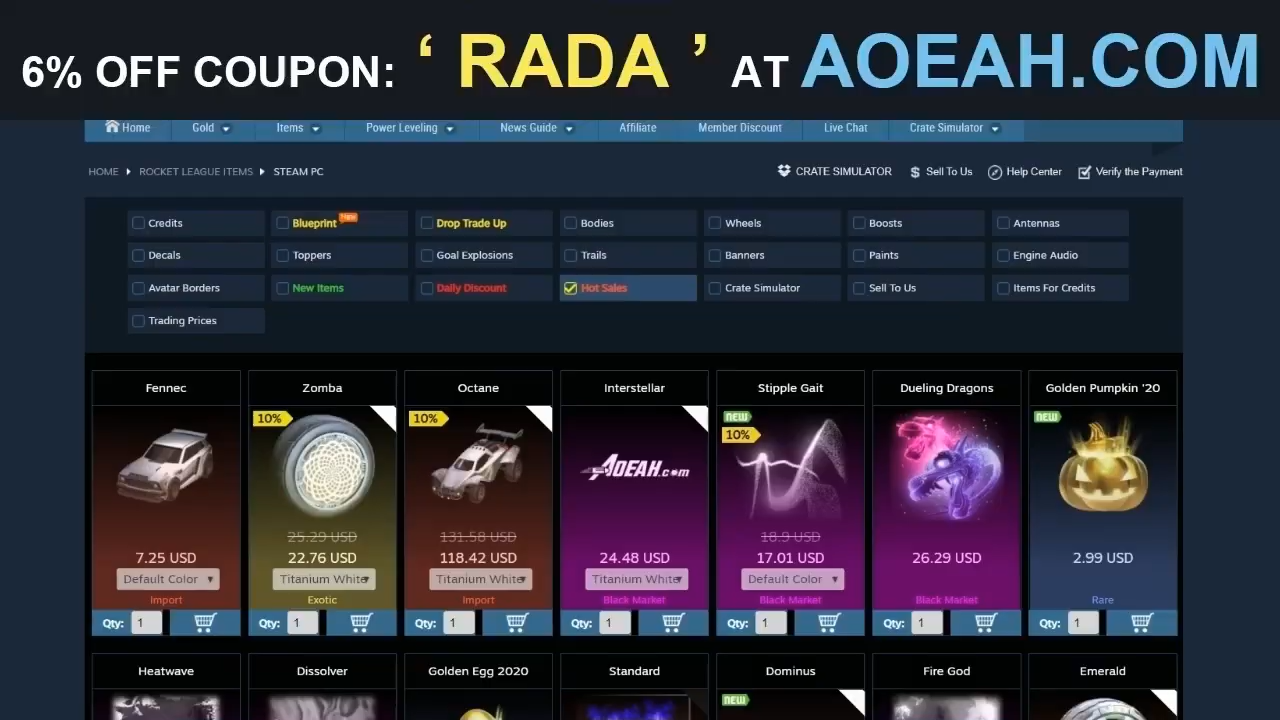 6% OFF COUPON: ‘ RADA ’ AT AOEAH.COM
Home Gold Items Power Leveling News Guide Affiliate Member Discount Live Chat Crate Simulator
HOME ROCKET LEAGUE ITEMS STEAM PC CRATE SIMULATOR $ Sell To Us Help Center Verify the Payment
Credits Blueprint New Drop Trade Up Bodies Wheels Boosts Antennas
Decals Toppers Goal Explosions Trails Banners Paints Engine Audio
Avatar Borders New Items Daily Discount Hot Sales Crate Simulator Sell To Us Items For Credits
Trading Prices
Fennec Zomba Octane Interstellar Stipple Gait Dueling Dragons Golden Pumpkin '20
10% 10% NEW NEW
10%
AOEAH.com
25.29 USD 131.58 USD 18.9 USD
7.25 USD 22.76 USD 118.42 USD 24.48 USD 17.01 USD 26.29 USD 2.99 USD
Default Color Titanium White Titanium White Titanium White Default Color
Import Exotic Import Black Market Black Market Black Market Rare
Qty: 1 Qty: 1 Qty: 1 Qty: 1 Qty: 1 Qty: 1 Qty: 1
Heatwave Dissolver Golden Egg 2020 Standard Dominus Fire God Emerald
NEW